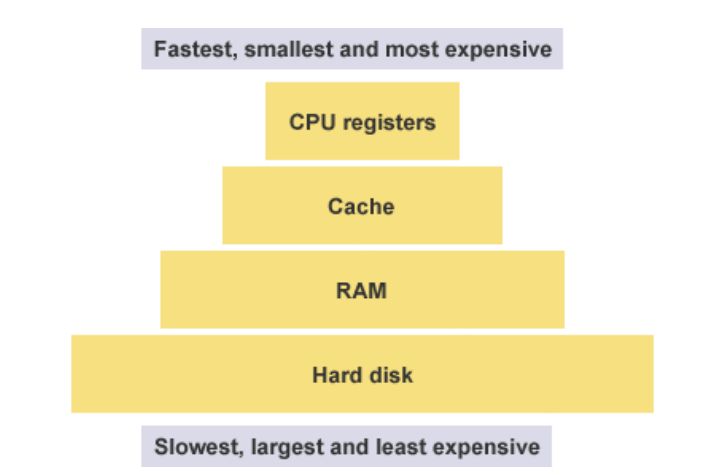 Fastest, smallest and most expensive
CPU registers
Cache
RAM
Hard disk
Slowest, largest and least expensive